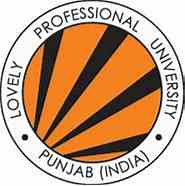 LOVELY PROFESSIONAL UNIVERSITY
• PUNJAB (INDIA) •